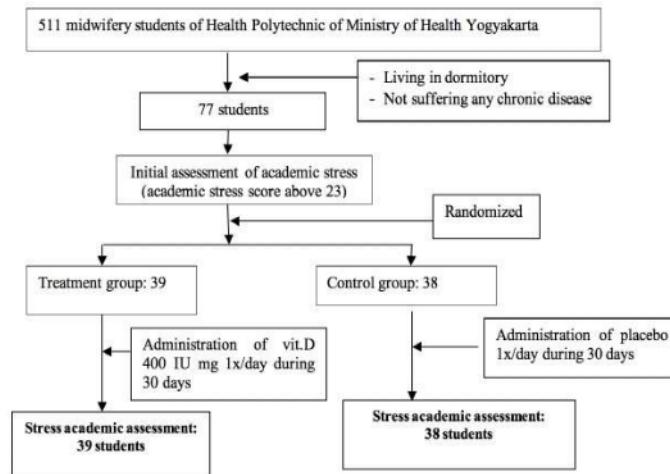 511 midwifery students of Health Polytechnic of Ministry of Health Yogyakarta
- Living in dormitory
- Not suffering any chronic disease
77 students
Initial assessment of academic stress
(academic stress score above 23)
Randomized
Treatment group: 39
Control group: 38
Administration of vit.D
400 IU mg 1x/day during
30 days
Administration of placebo
1x/day during 30 days
Stress academic assessment:
39 students
Stress academic assessment:
38 students